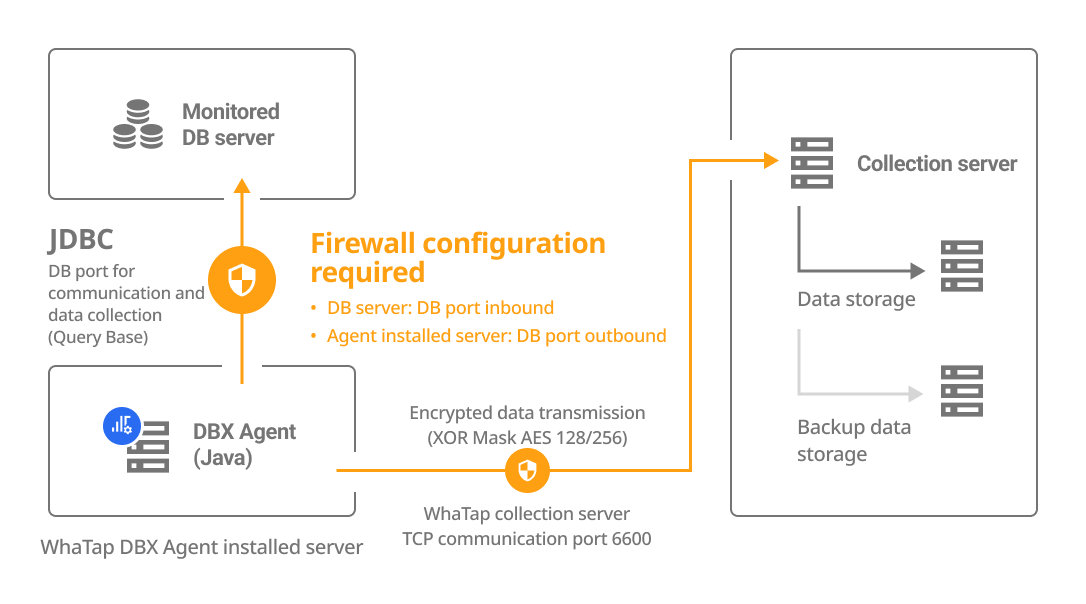 Monitored
DB server
JDBC
DB port for
communication and
data collection
(Query Base)
Firewall configuration
required
• DB server: DB port inbound
• Agent installed server: DB port outbound
DBX Agent
(Java)
WhaTap DBX Agent installed server
Encrypted data transmission
(XOR Mask AES 128/256)
WhaTap collection server
TCP communication port 6600
Collection server
Data storage
Backup data
storage